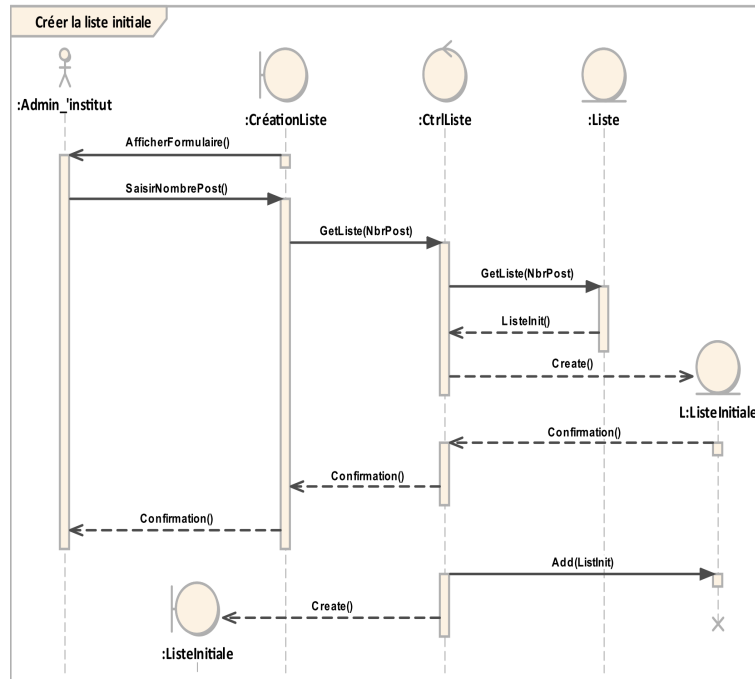 Créer la liste initiale
:Admin_'institut
:CréationListe
:CtrlListe
:Liste
AfficherFormulaire()
SaisirNombrePost()
GetListe(NbrPost)
GetListe(NbrPost)
ListeInit()
Create()
L:ListeInitiale
Confirmation()
Confirmation()
Confirmation()
Add(ListInit)
Create()
:ListeInitiale